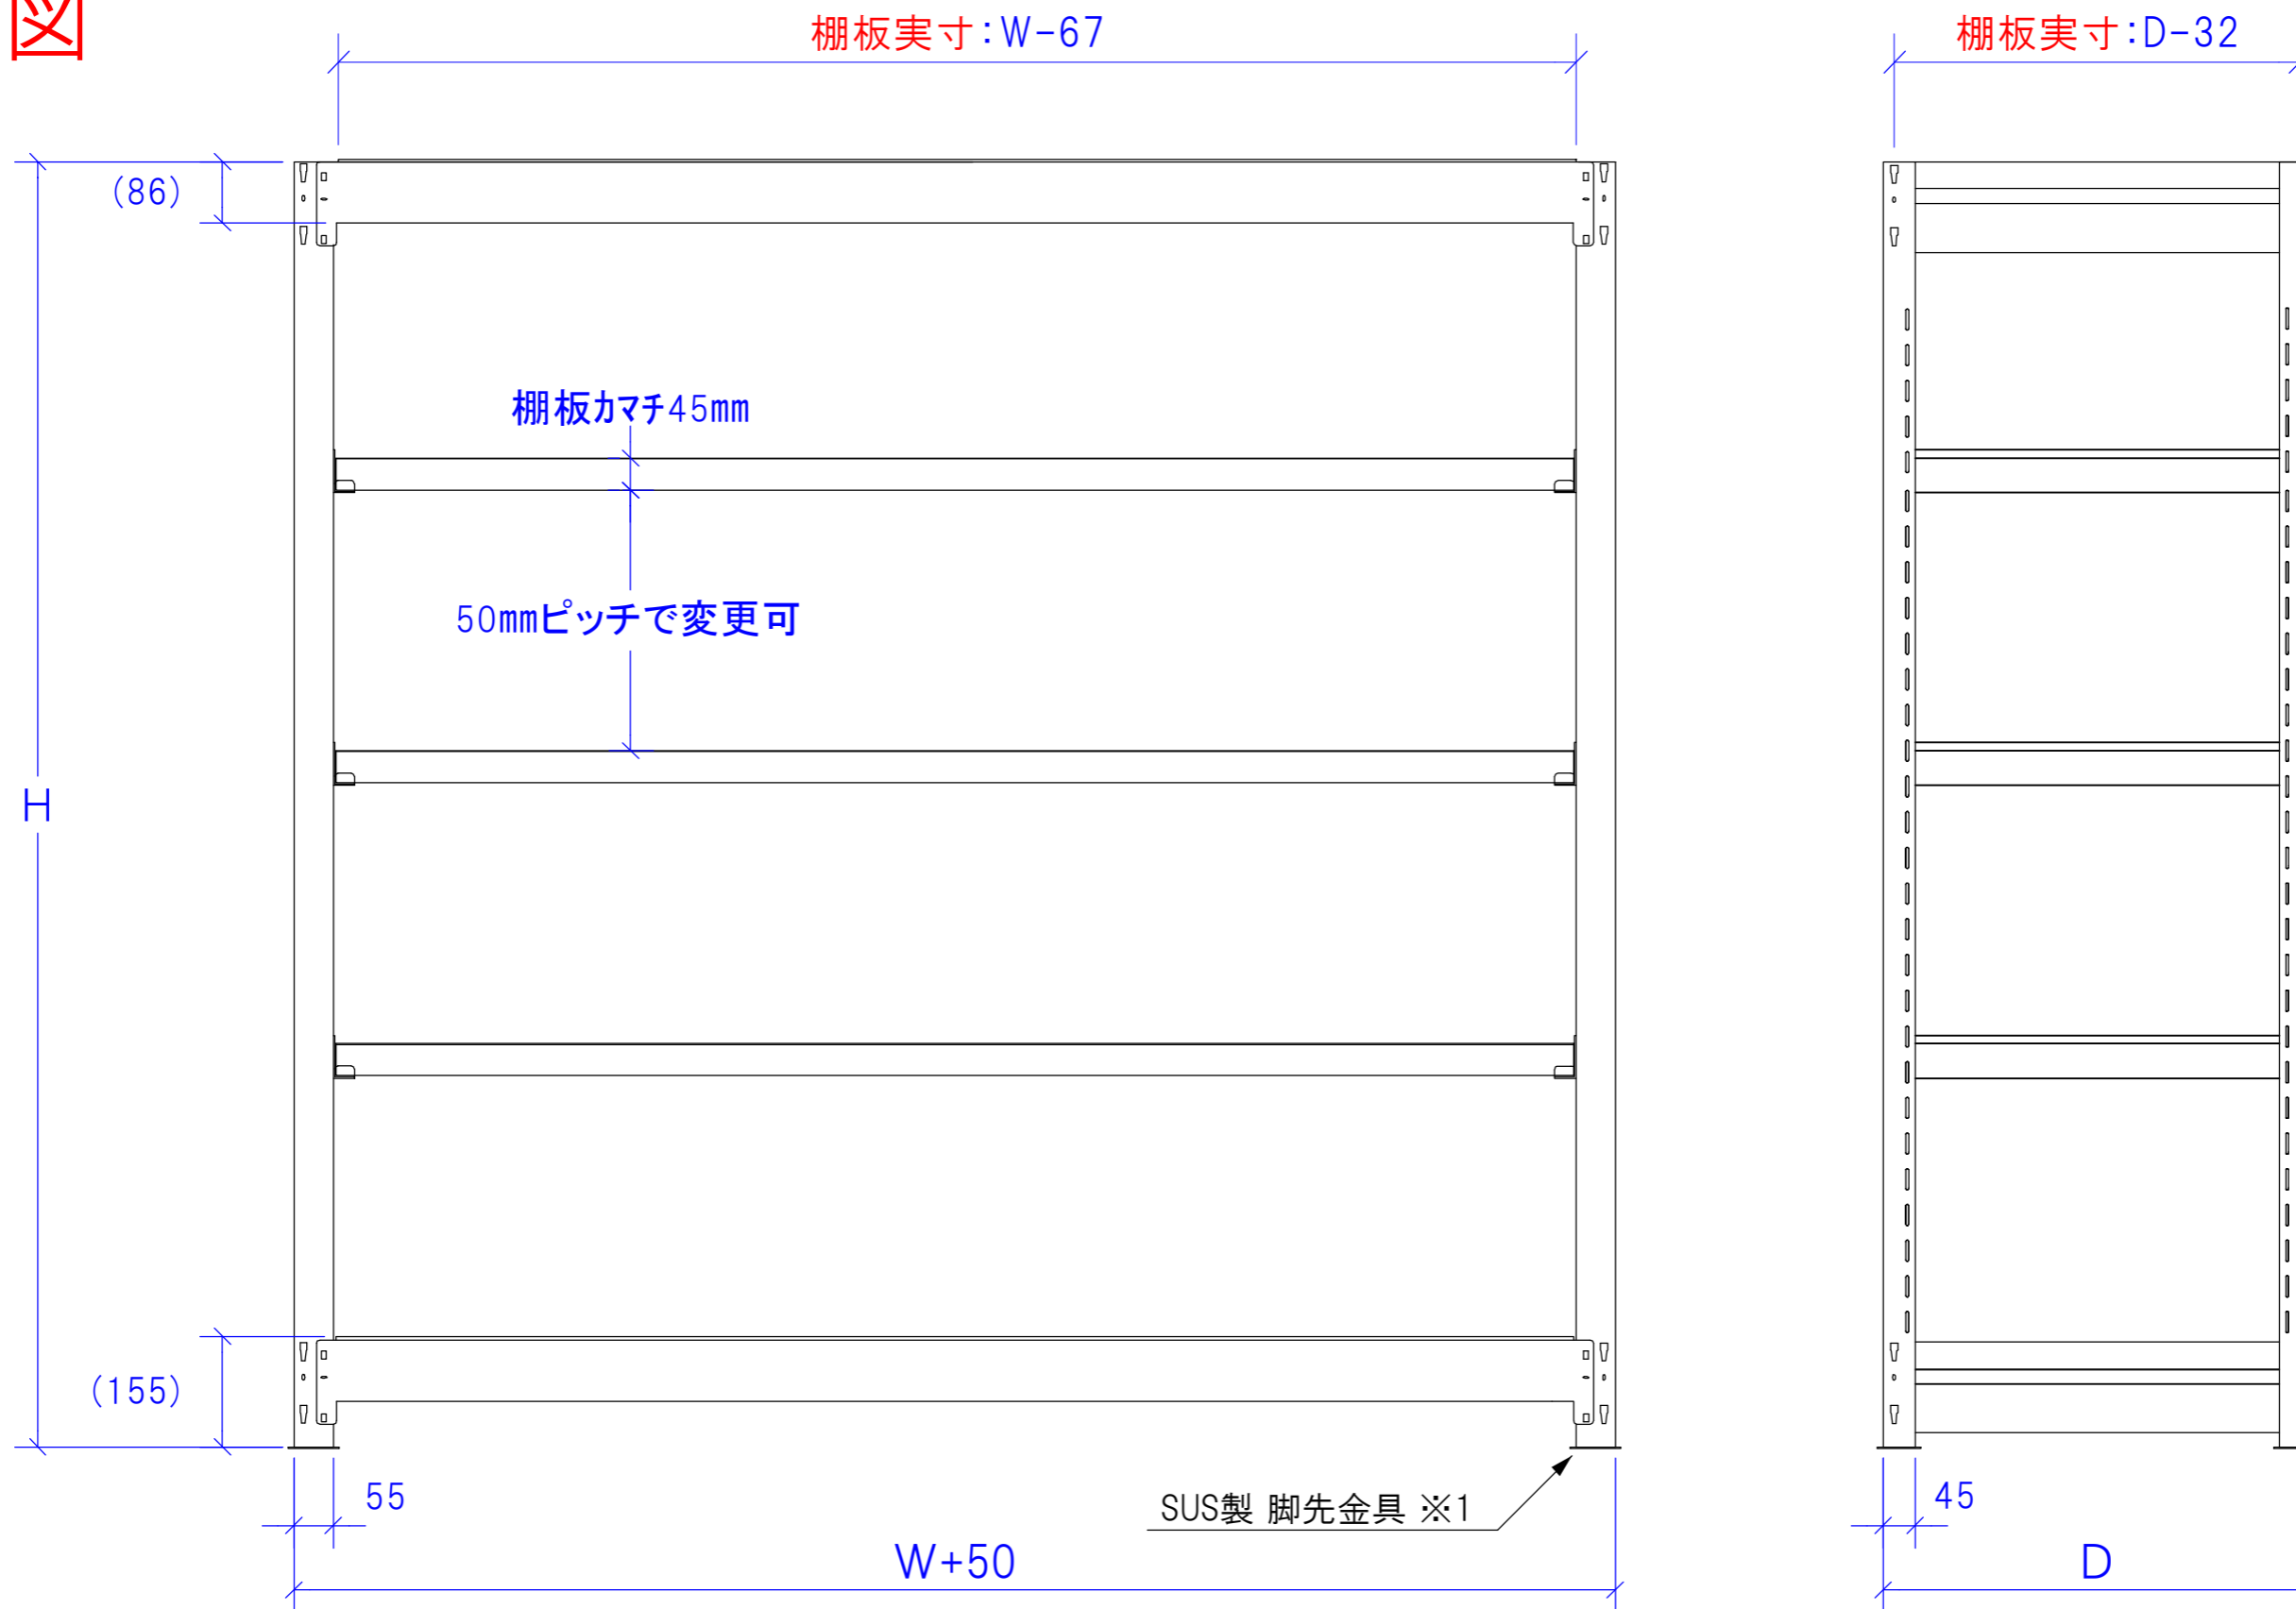 図
棚板実寸:W-67
棚板実寸:D-32
(86)
棚板カマチ45mm
50mmピッチで変更可
H
(155)
55
SUS製 脚先金具 ※1
45
W+50
D